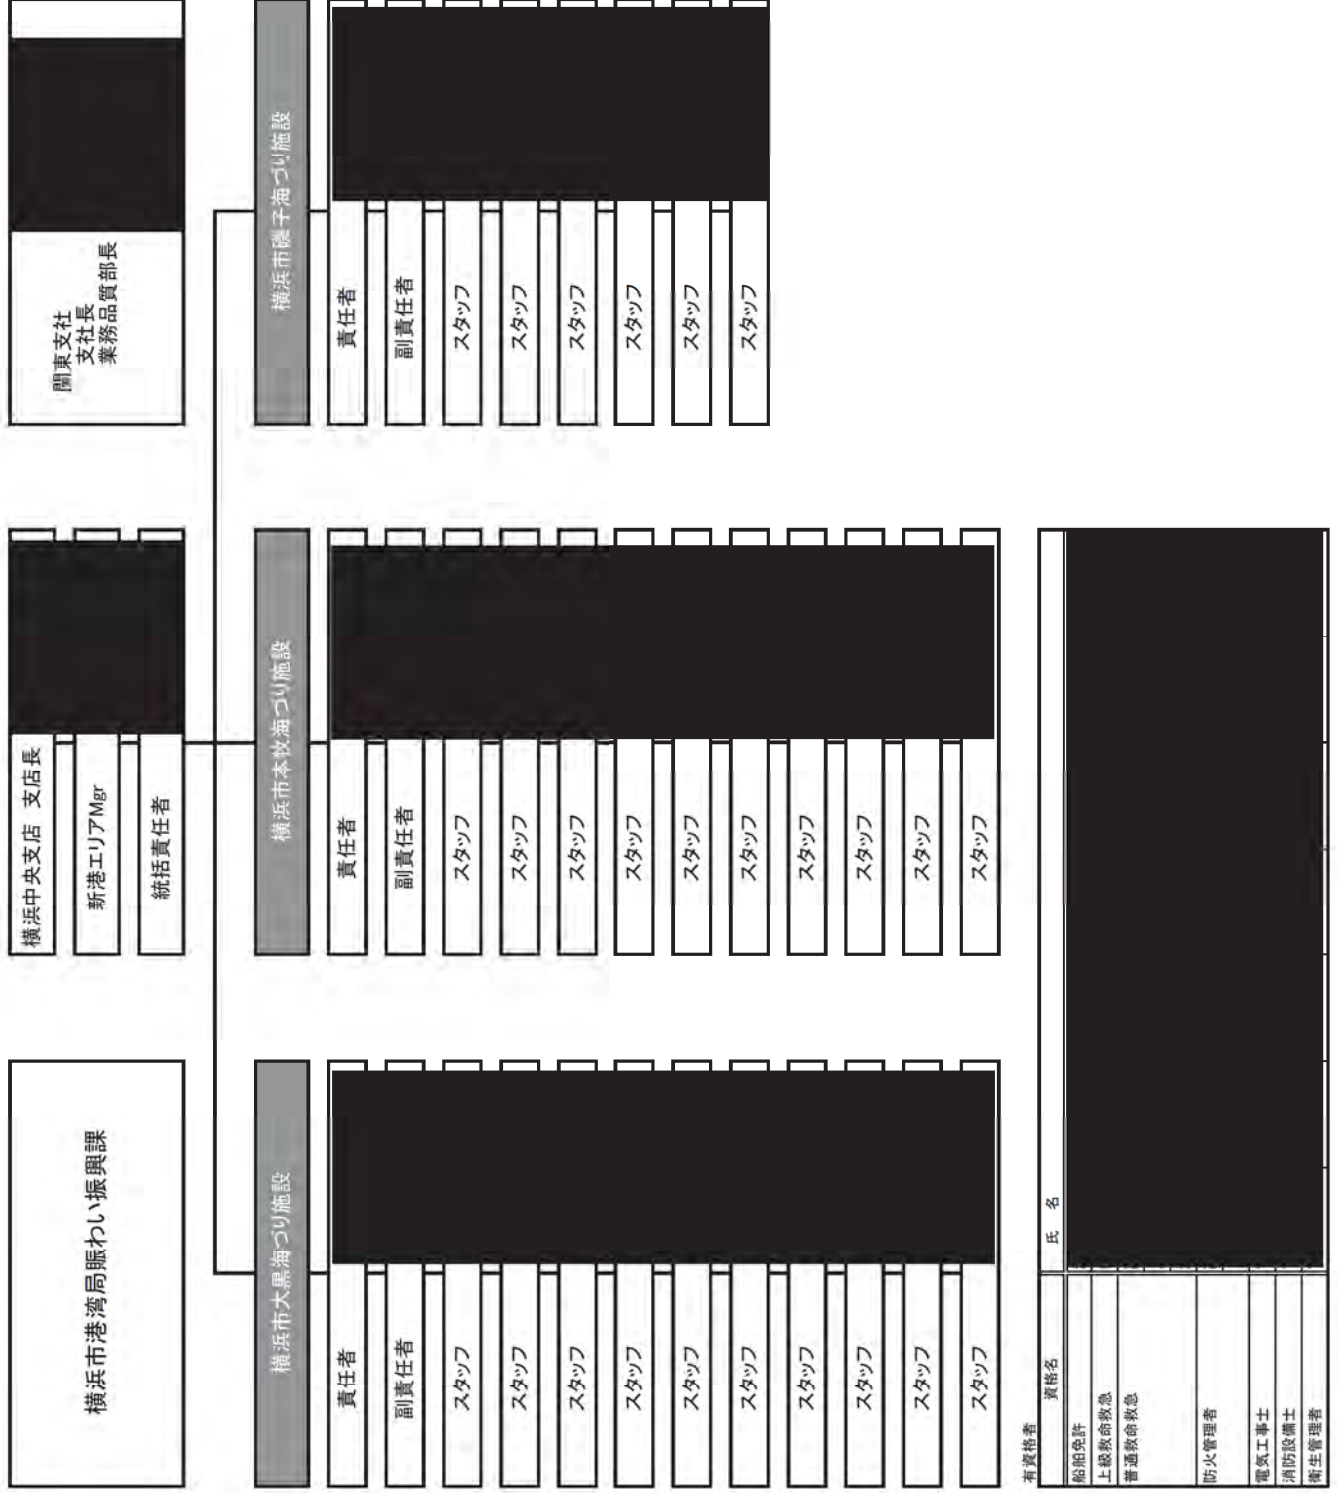 横浜市港湾局賑わい振興課
横浜中央支店 支店長
新港エリアMgr
統括責任者
関東支社
支社長
業務品質部長
横浜市大黒海づり施設
責任者
副責任者
スタッフ
スタッフ
スタッフ
スタッフ
スタッフ
スタッフ
スタッフ
スタッフ
スタッフ
スタッフ
横浜市本牧海づり施設
責任者
副責任者
スタッフ
スタッフ
スタッフ
スタッフ
スタッフ
スタッフ
スタッフ
スタッフ
スタッフ
スタッフ
横浜市磯子海づり施設
責任者
副責任者
スタッフ
スタッフ
スタッフ
スタッフ
スタッフ
スタッフ
有資格者
資格名 氏 名
船舶免許
上級救命救急
普通救命救急
防火管理者
電気工事士
消防設備士
衛生管理者